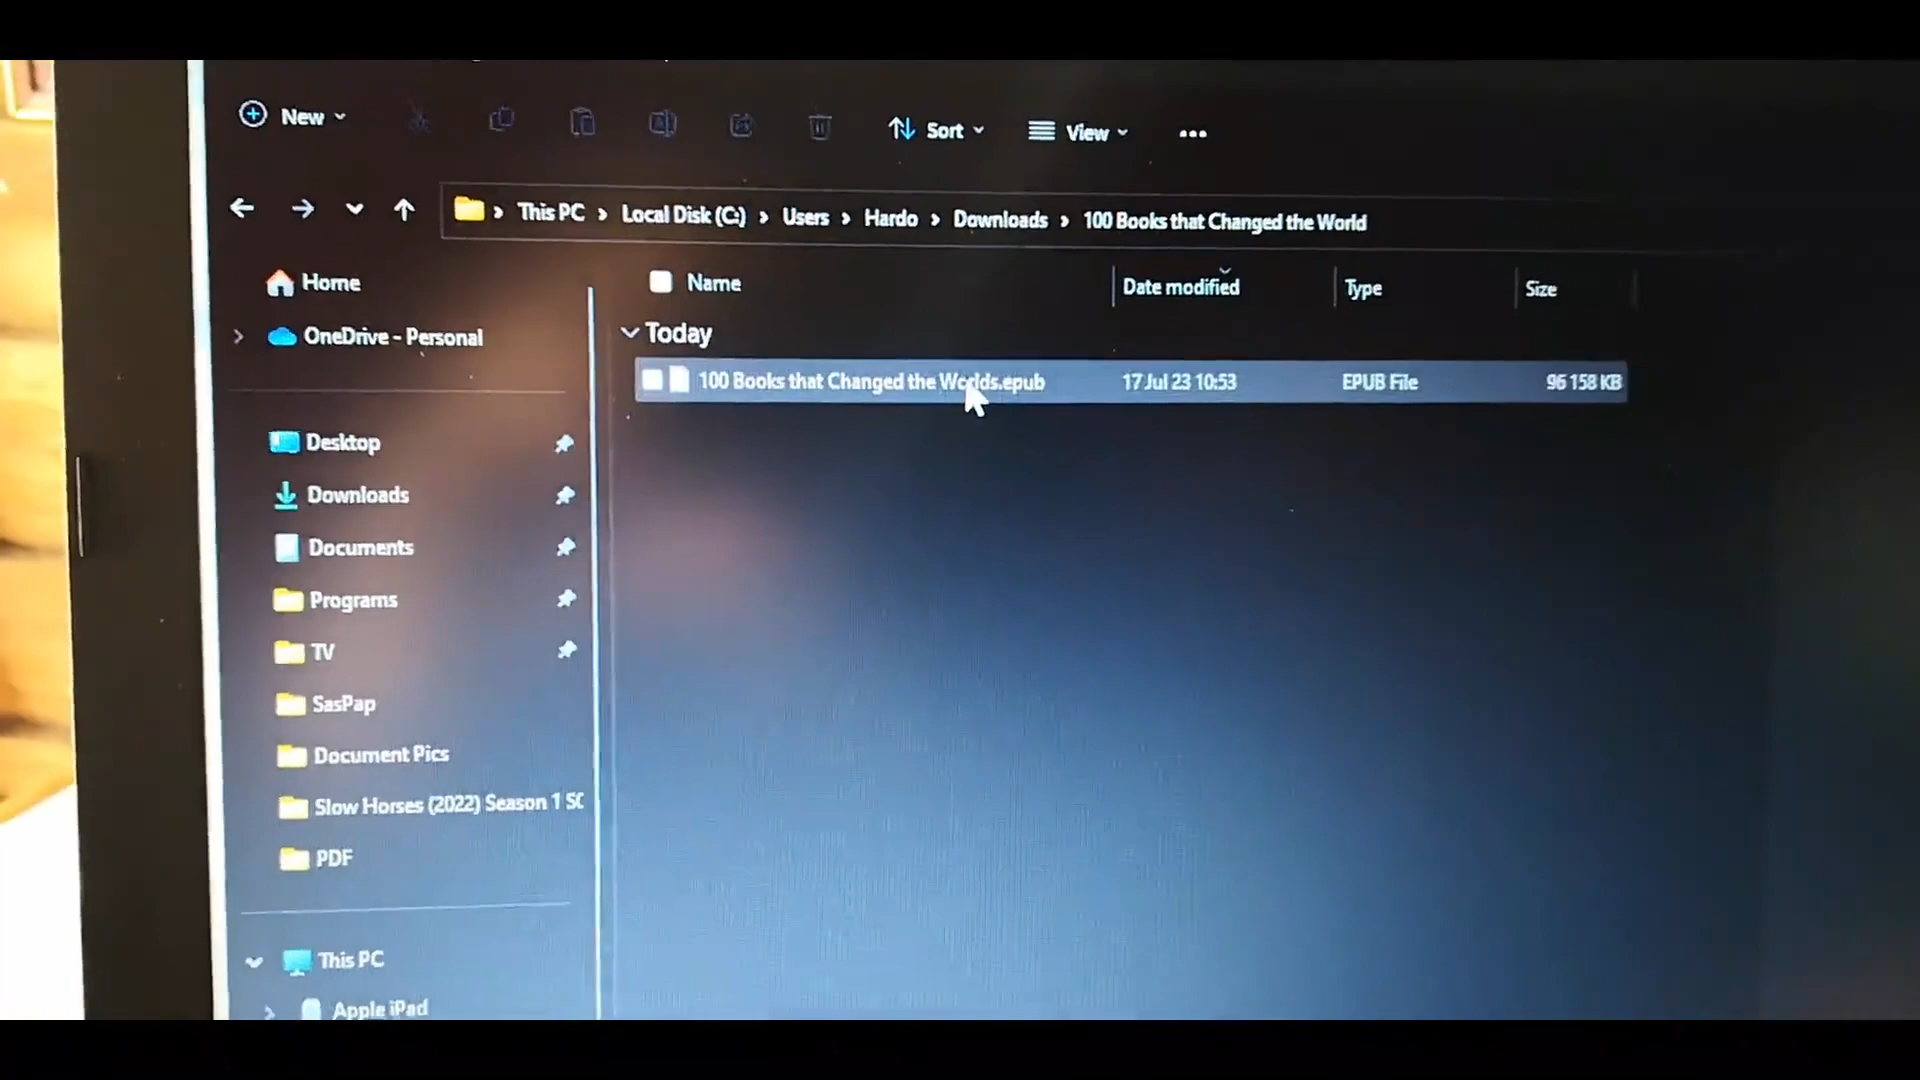 New
Sort
View
This PC > Local Disk (C:) > Users > Hardo > Downloads > 100 Books that Changed the World
Home
OneDrive - Personal
Desktop
Downloads
Documents
Programs
TV
SasPap
Document Pics
Slow Horses (2022) Season 1 S
PDF
This PC
Apple iPad
Name Date modified Type Size
Today
100 Books that Changed the Worlds.epub 17 Jul 23 10:53 EPUB File 96 158 KB